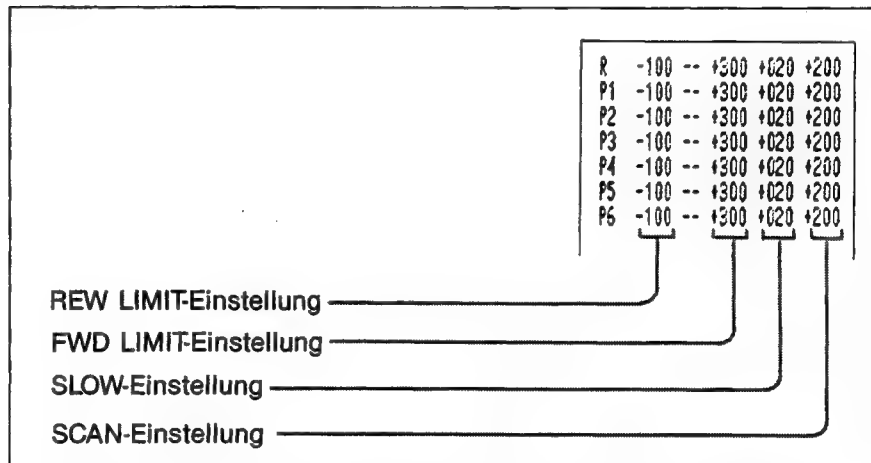 R -100 -- +300 +020 +200
P1 -100 -- +300 +020 +200
P2 -100 -- +300 +020 +200
P3 -100 -- +300 +020 +200
P4 -100 -- +300 +020 +200
P5 -100 -- +300 +020 +200
P6 -100 -- +300 +020 +200
REW LIMIT-Einstellung
FWD LIMIT-Einstellung
SLOW-Einstellung
SCAN-Einstellung